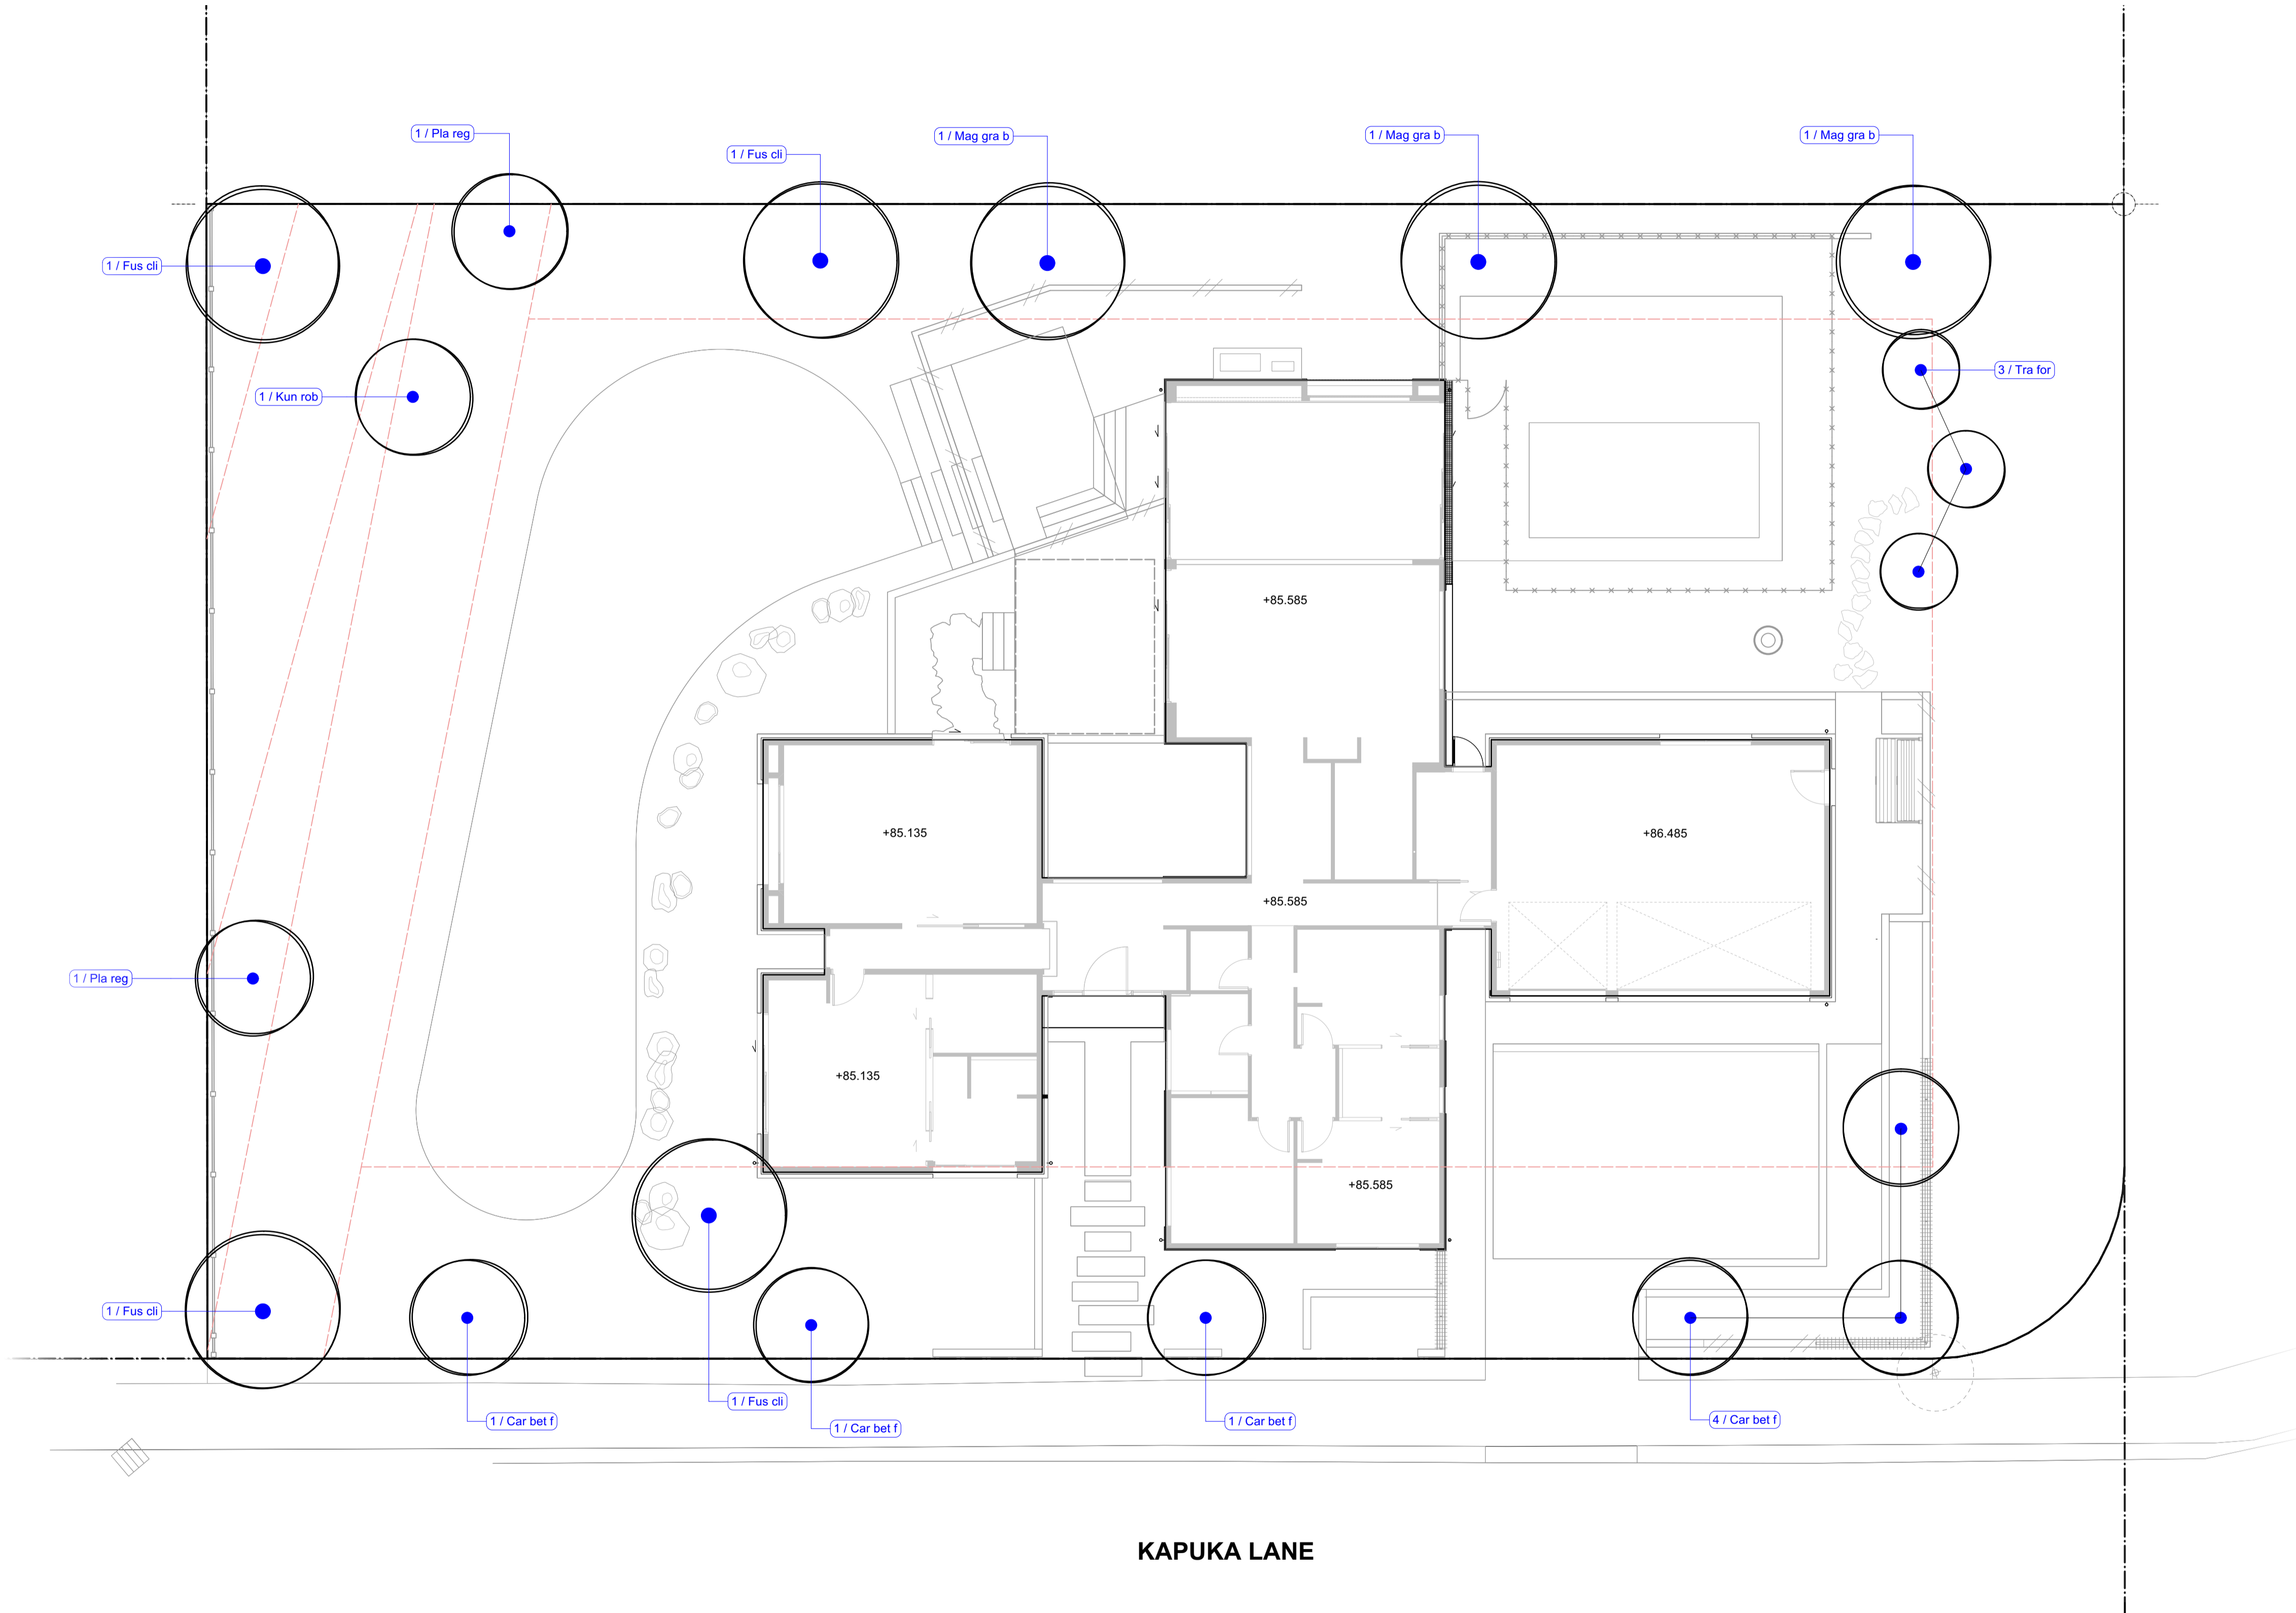 1 / Pla reg
1 / Mag gra b
1 / Mag gra b
1 / Mag gra b
1 / Fus cli
1 / Fus cli
3 / Tra for
1 / Kun rob
+85.585
+85.135
+86.485
+85.585
1 / Pla reg
+85.135
+85.585
1 / Fus cli
1 / Fus cli
1 / Car bet f
1 / Car bet f
1 / Car bet f
4 / Car bet f
KAPUKA LANE